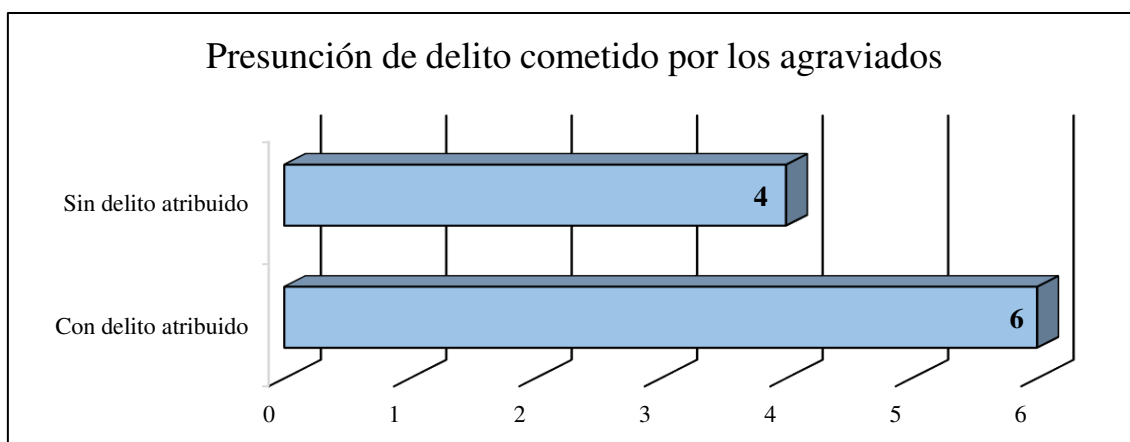 Presunción de delito cometido por los agraviados
Sin delito atribuido
4
Con delito atribuido
6
0 1 2 3 4 5 6